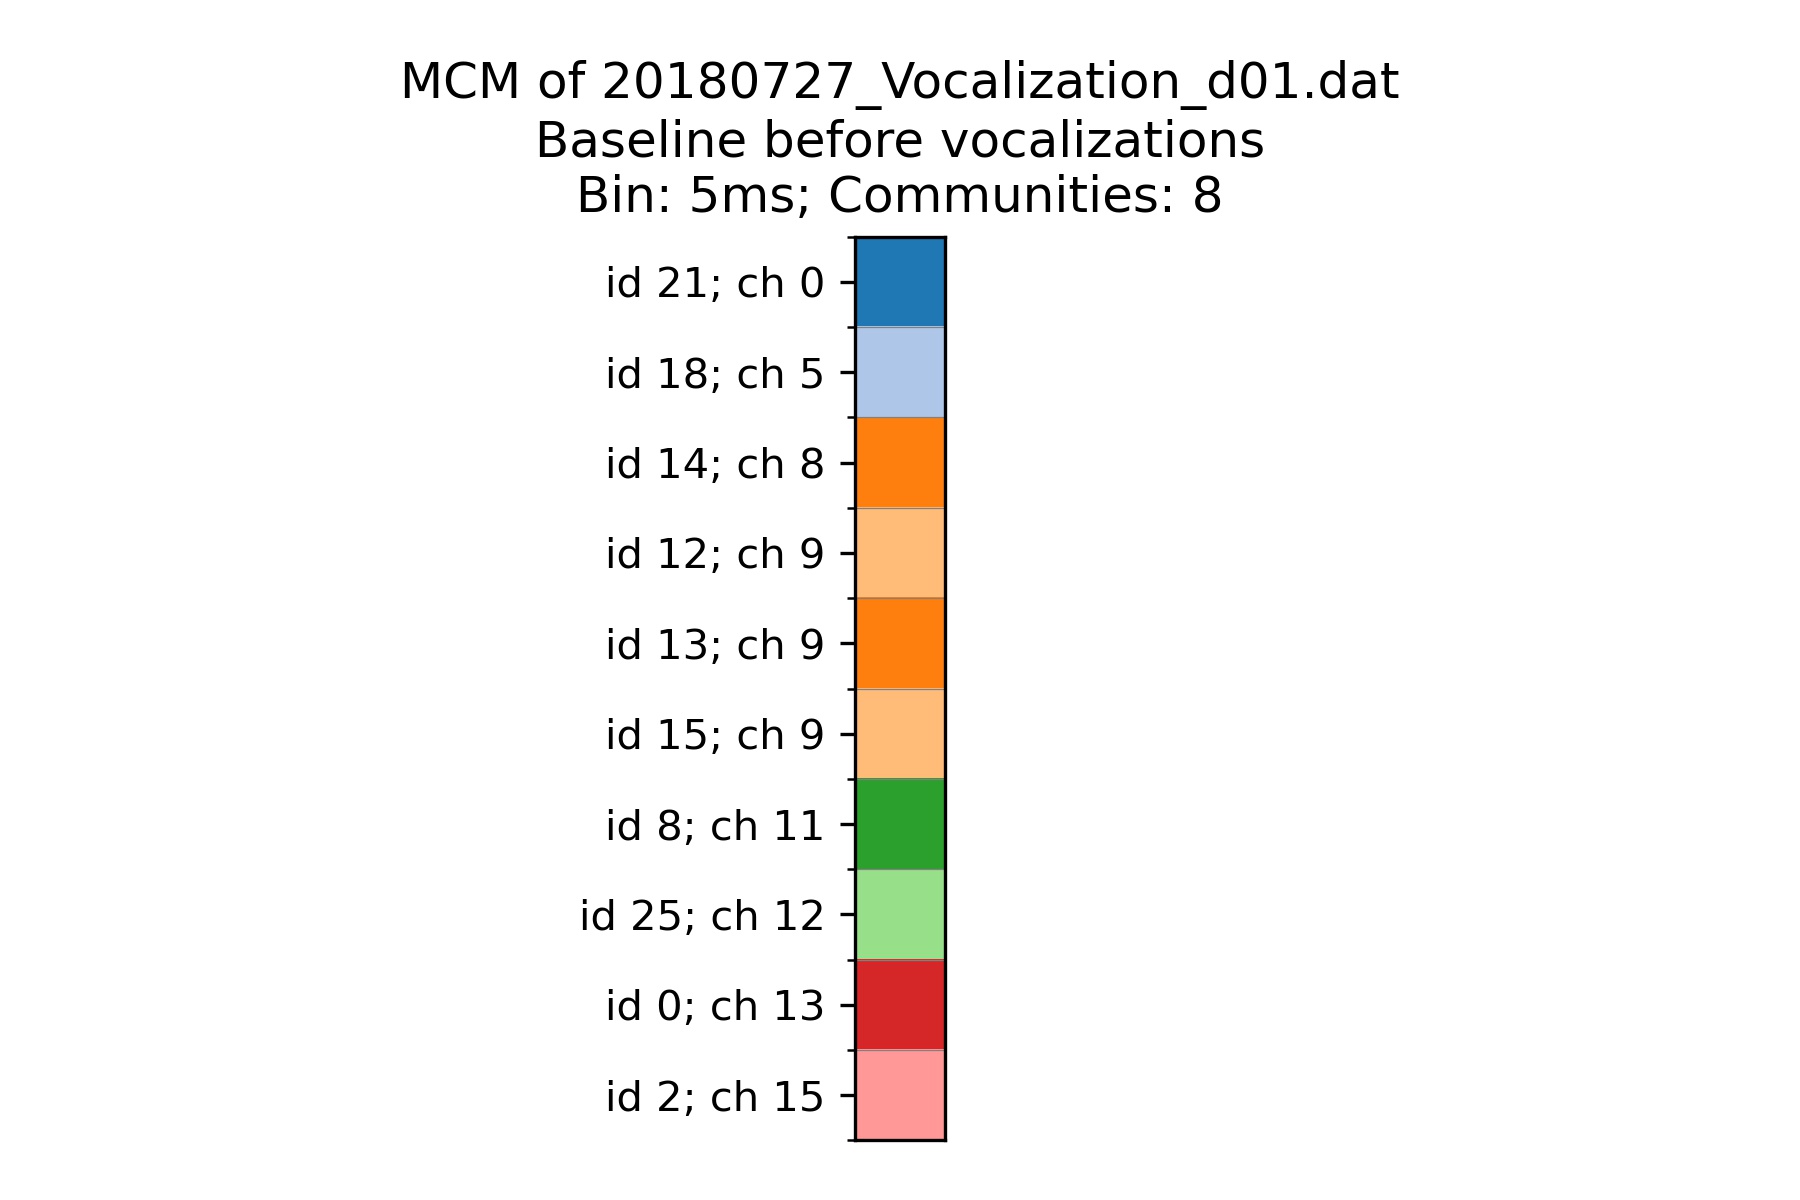 MCM of 20180727_Vocalization_d01.dat
Baseline before vocalizations
Bin: 5ms; Communities: 8
id 21; ch 0
id 18; ch 5
id 14; ch 8
id 12; ch 9
id 13; ch 9
id 15; ch 9
id 8; ch 11
id 25; ch 12
id 0; ch 13
id 2; ch 15